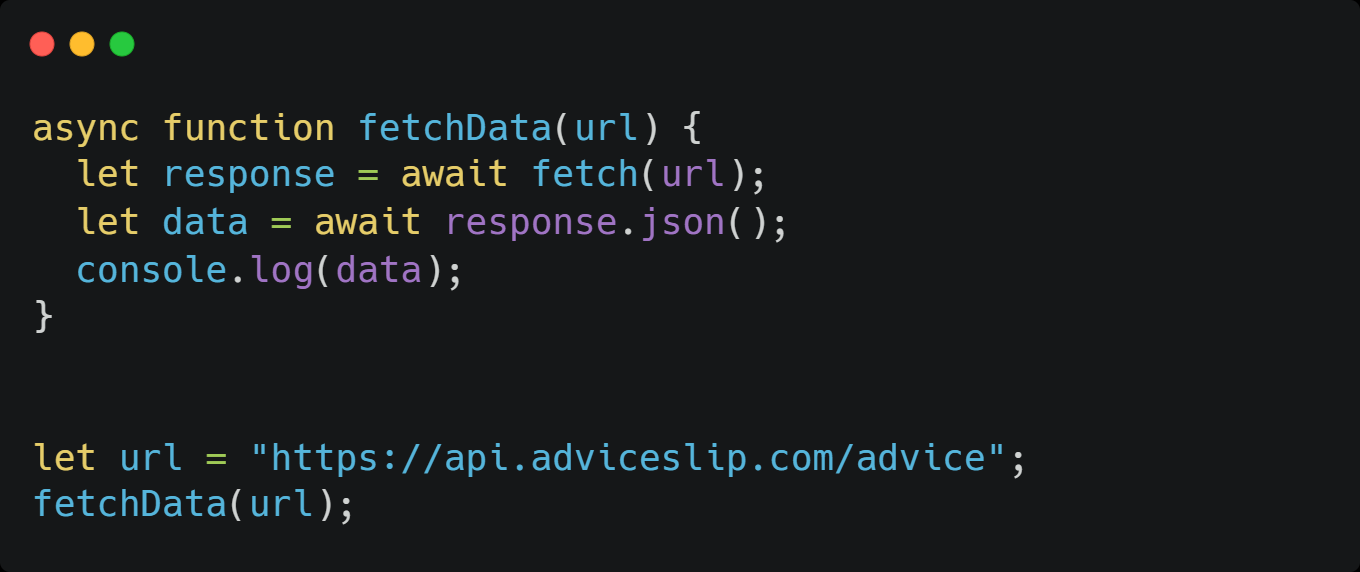 async function fetchData(url) {
  let response = await fetch(url);
  let data = await response.json();
  console.log(data);
}
let url = "https://api.adviceslip.com/advice";
fetchData(url);